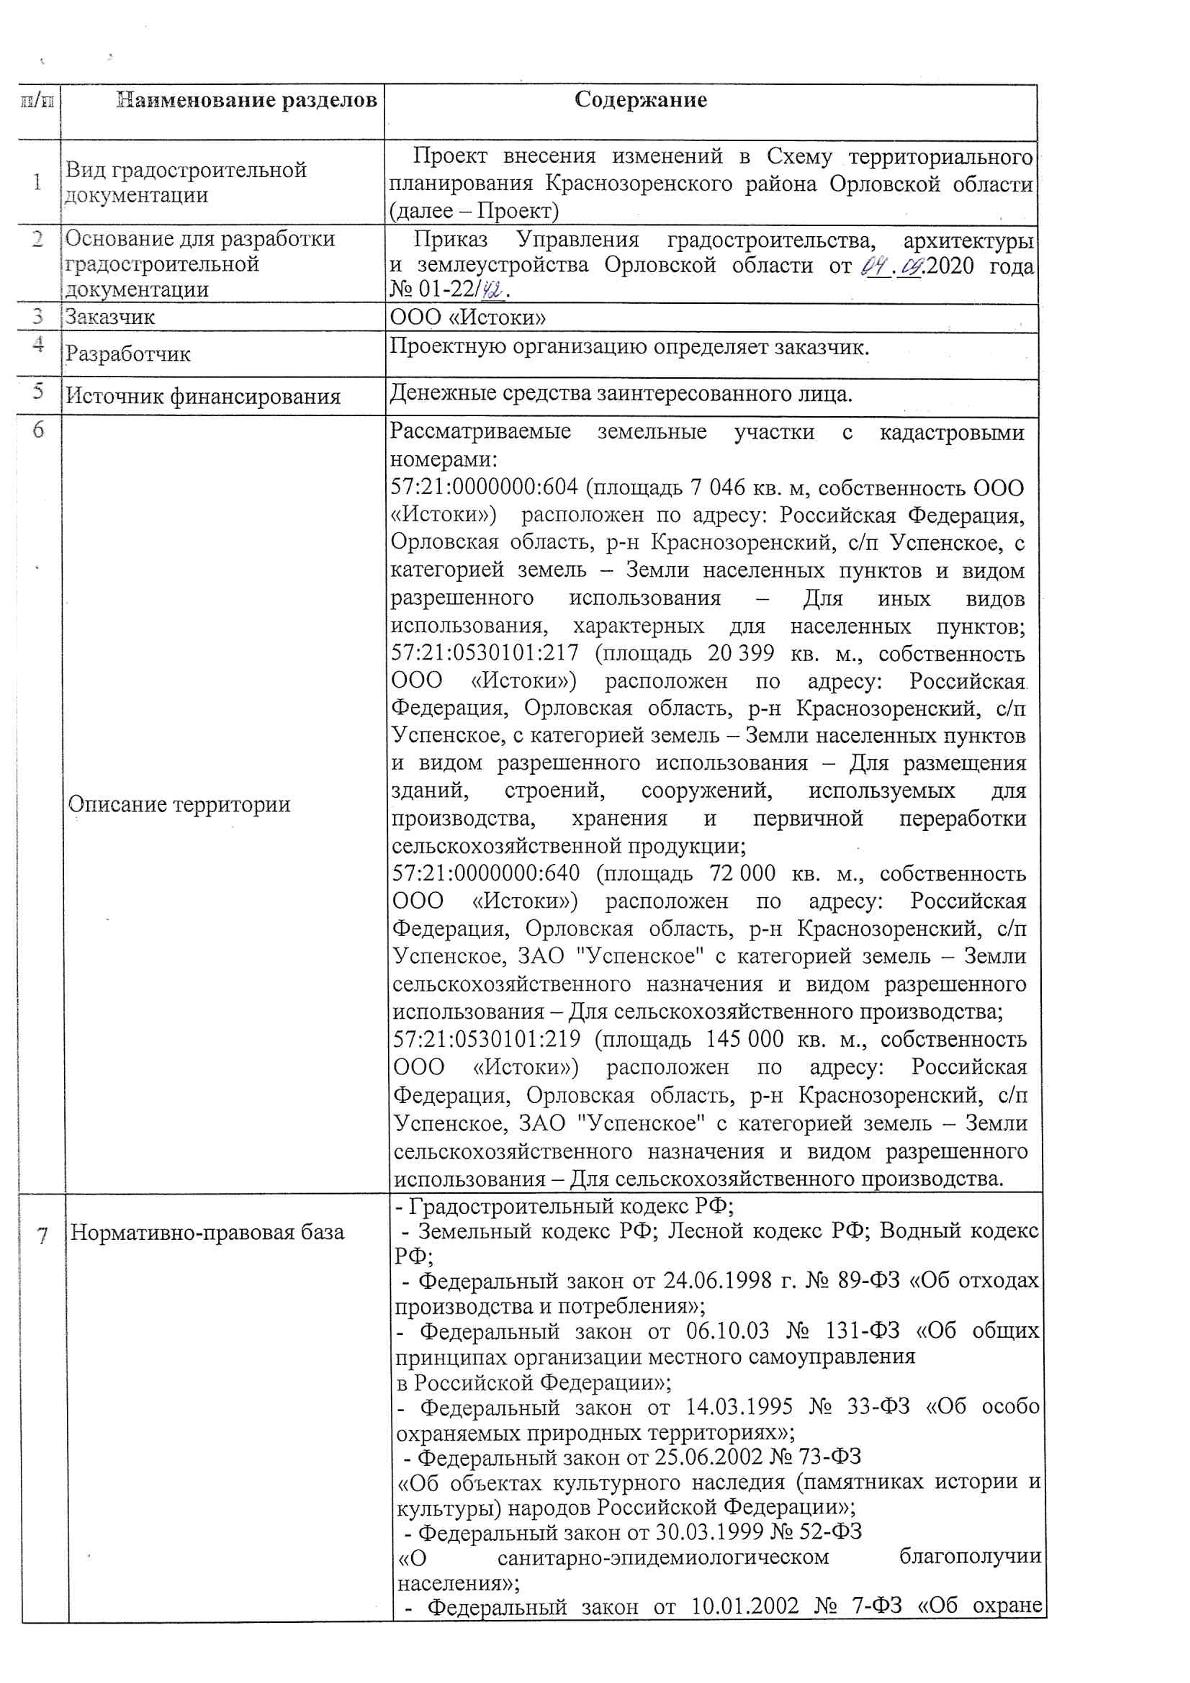 п/п Наименование разделов Содержание
1 Вид градостроительной документации
Проект внесения изменений в Схему территориального
планирования Краснозоренского района Орловской области
(далее – Проект)
2 Основание для разработки
градостроительной
документации
Приказ Управления градостроительства, архитектуры
и землеустройства Орловской области от 04.09.2020 года
№ 01-22/42.
3 Заказчик
ООО «Истоки»
4 Разработчик
Проектную организацию определяет заказчик.
5 Источник финансирования
Денежные средства заинтересованного лица.
6 Описание территории
Рассматриваемые земельные участки с кадастровыми
номерами:
57:21:0000000:604 (площадь 7 046 кв. м, собственность ООО
«Истоки») расположен по адресу: Российская Федерация,
Орловская область, р-н Краснозоренский, с/п Успенское, с
категорией земель – Земли населенных пунктов и видом
разрешенного использования – Для иных видов
использования, характерных для населенных пунктов;
57:21:0530101:217 (площадь 20 399 кв. м., собственность
ООО «Истоки») расположен по адресу: Российская
Федерация, Орловская область, р-н Краснозоренский, с/п
Успенское, с категорией земель – Земли населенных пунктов
и видом разрешенного использования – Для размещения
зданий, строений, сооружений, используемых для
производства, хранения и первичной переработки
сельскохозяйственной продукции;
57:21:0000000:640 (площадь 72 000 кв. м., собственность
ООО «Истоки») расположен по адресу: Российская
Федерация, Орловская область, р-н Краснозоренский, с/п
Успенское, ЗАО "Успенское" с категорией земель – Земли
сельскохозяйственного назначения и видом разрешенного
использования – Для сельскохозяйственного производства;
57:21:0530101:219 (площадь 145 000 кв. м., собственность
ООО «Истоки») расположен по адресу: Российская
Федерация, Орловская область, р-н Краснозоренский, с/п
Успенское, ЗАО "Успенское" с категорией земель – Земли
сельскохозяйственного назначения и видом разрешенного
использования – Для сельскохозяйственного производства.
7 Нормативно-правовая база
- Градостроительный кодекс РФ;
- Земельный кодекс РФ; Лесной кодекс РФ; Водный кодекс
РФ;
- Федеральный закон от 24.06.1998 г. № 89-ФЗ «Об отходах
производства и потребления»;
- Федеральный закон от 06.10.03 № 131-ФЗ «Об общих
принципах организации местного самоуправления
в Российской Федерации»;
- Федеральный закон от 14.03.1995 № 33-ФЗ «Об особо
охраняемых природных территориях»;
- Федеральный закон от 25.06.2002 № 73-ФЗ
«Об объектах культурного наследия (памятниках истории и
культуры) народов Российской Федерации»;
- Федеральный закон от 30.03.1999 № 52-ФЗ
«О санитарно-эпидемиологическом благополучии
населения»;
- Федеральный закон от 10.01.2002 № 7-ФЗ «Об охране